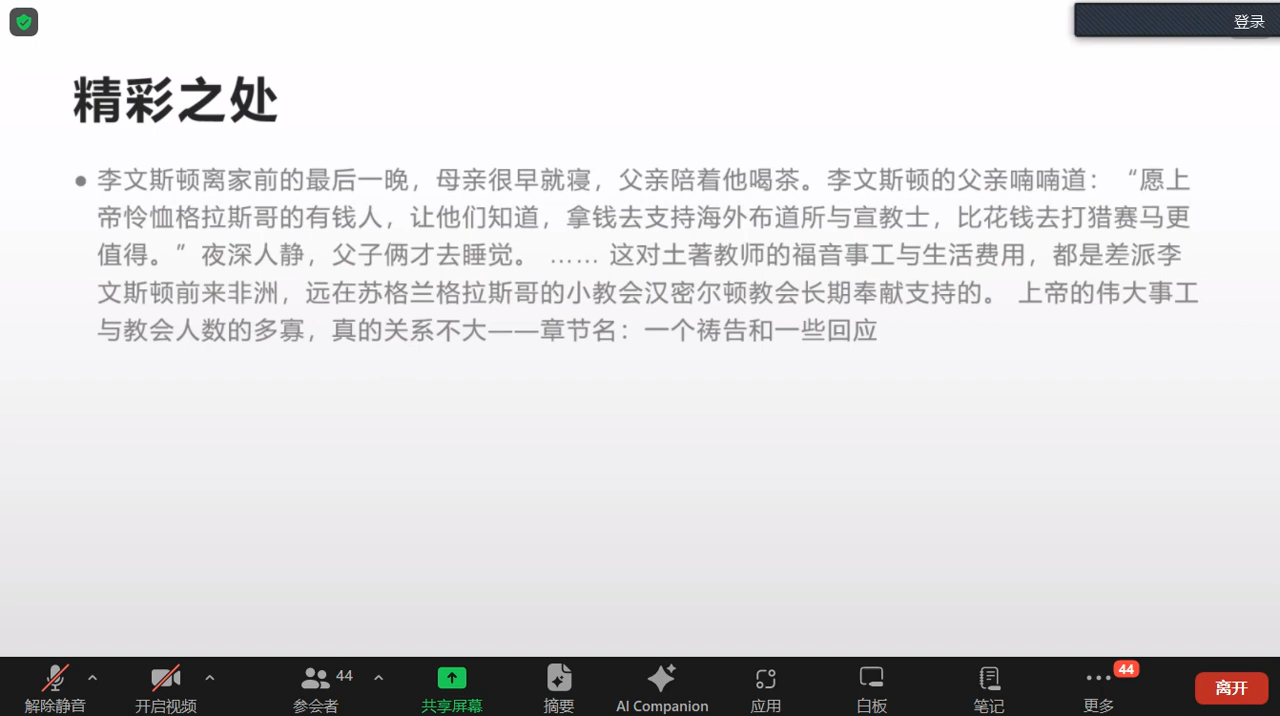 登录
精彩之处
• 李文斯顿离家前的最后一晚，母亲很早就寝，父亲陪着他喝茶。李文斯顿的父亲喃喃道：“愿上
帝怜恤格拉斯哥的有钱人，让他们知道，拿钱去支持海外布道所与宣教士，比花钱去打猎赛马更
值得。”夜深人静，父子俩才去睡觉。 …… 这对土著教师的福音事工与生活费用，都是差派李
文斯顿前来非洲，远在苏格兰格拉斯哥的小教会汉密尔顿教会长期奉献支持的。 上帝的伟大事工
与教会人数的多寡，真的关系不大——章节名：一个祷告和一些回应
44
44
解除静音 开启视频 参会者 共享屏幕 摘要 AI Companion 应用 白板 笔记 更多 离开